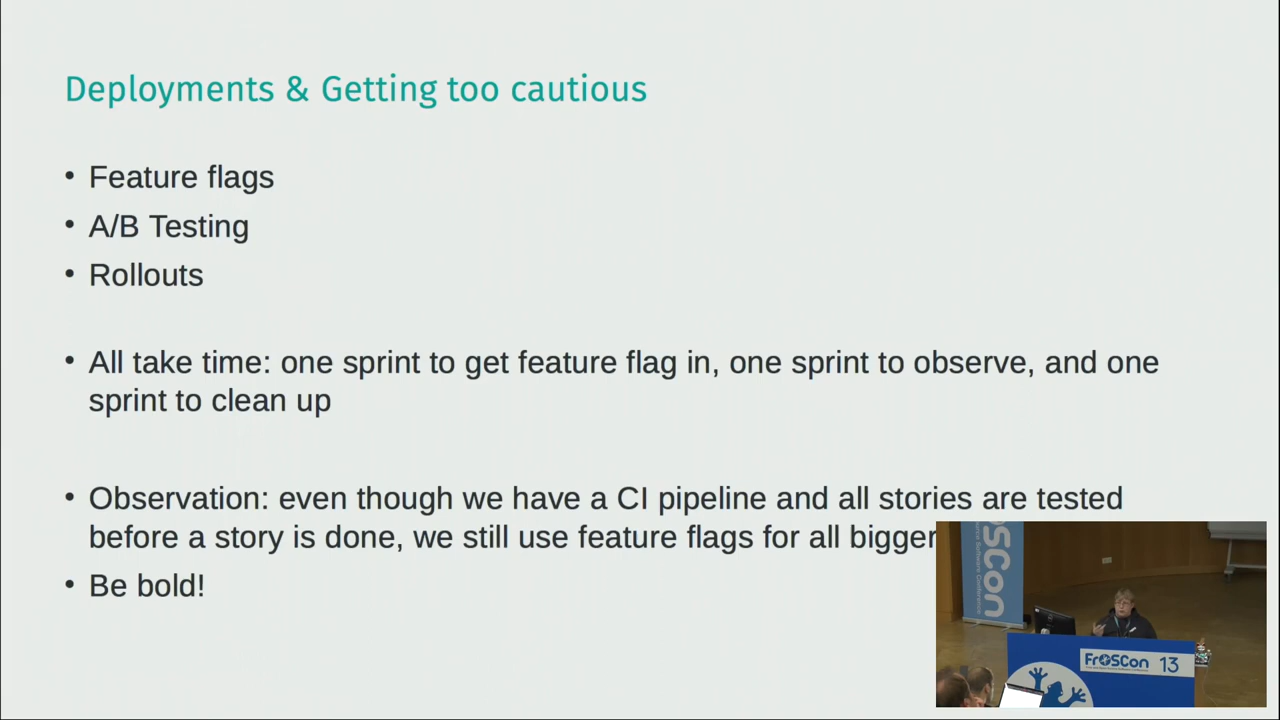 Deployments & Getting too cautious
• Feature flags
• A/B Testing
• Rollouts
• All take time: one sprint to get feature flag in, one sprint to observe, and one
sprint to clean up
• Observation: even though we have a CI pipeline and all stories are tested
before a story is done, we still use feature flags for all bigger
• Be bold!
OSCon
FrOSCon 13